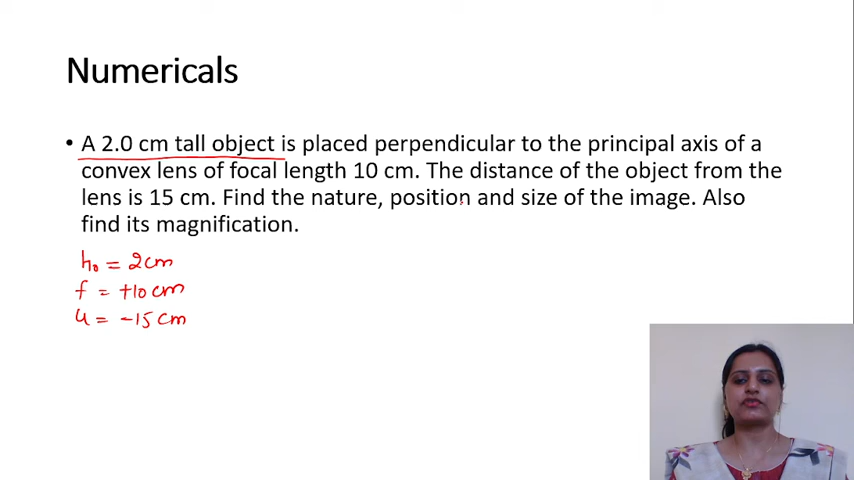 Numericals
• A 2.0 cm tall object is placed perpendicular to the principal axis of a
convex lens of focal length 10 cm. The distance of the object from the
lens is 15 cm. Find the nature, position and size of the image. Also
find its magnification.
h₀ = 2cm
f = +10 cm
u = -15 cm